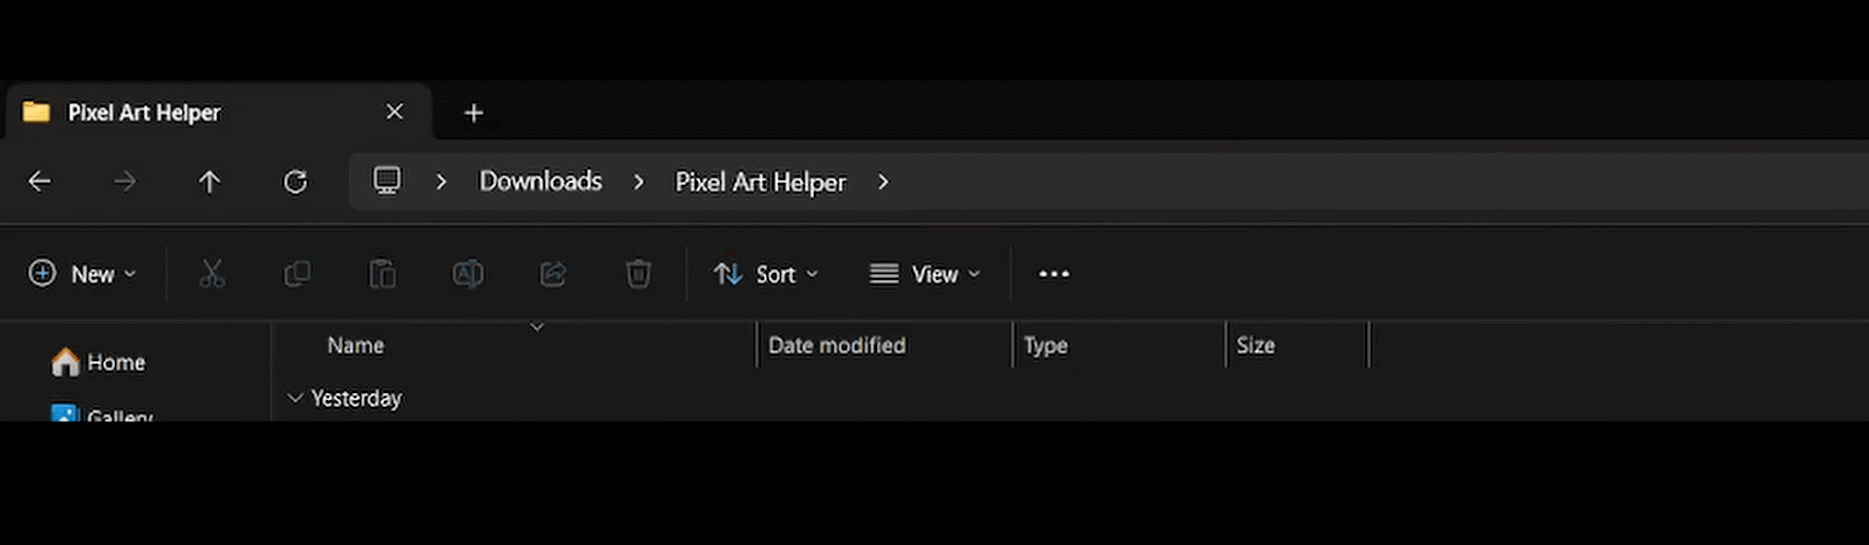 Pixel Art Helper
Downloads > Pixel Art Helper >
New Sort View
Name Date modified Type Size
Home
Yesterday
Gallery